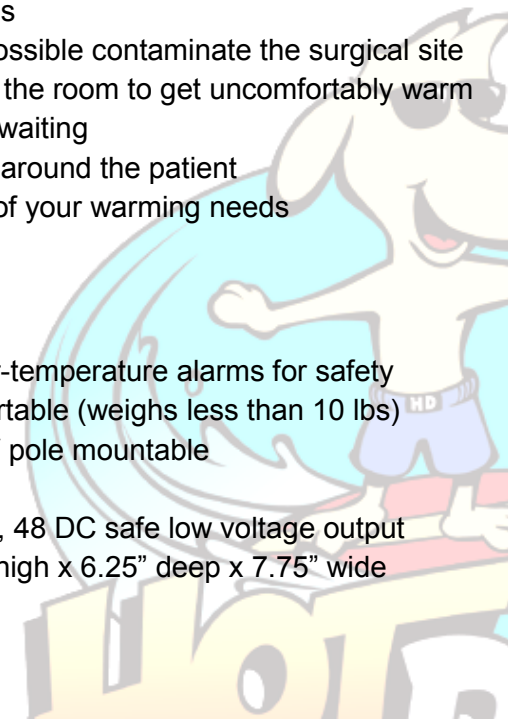 s
ossible contaminate the surgical site
the room to get uncomfortably warm
waiting
around the patient
of your warming needs
-temperature alarms for safety
rtable (weighs less than 10 lbs)
pole mountable
HD
, 48 DC safe low voltage output
high x 6.25” deep x 7.75” wide
HOT